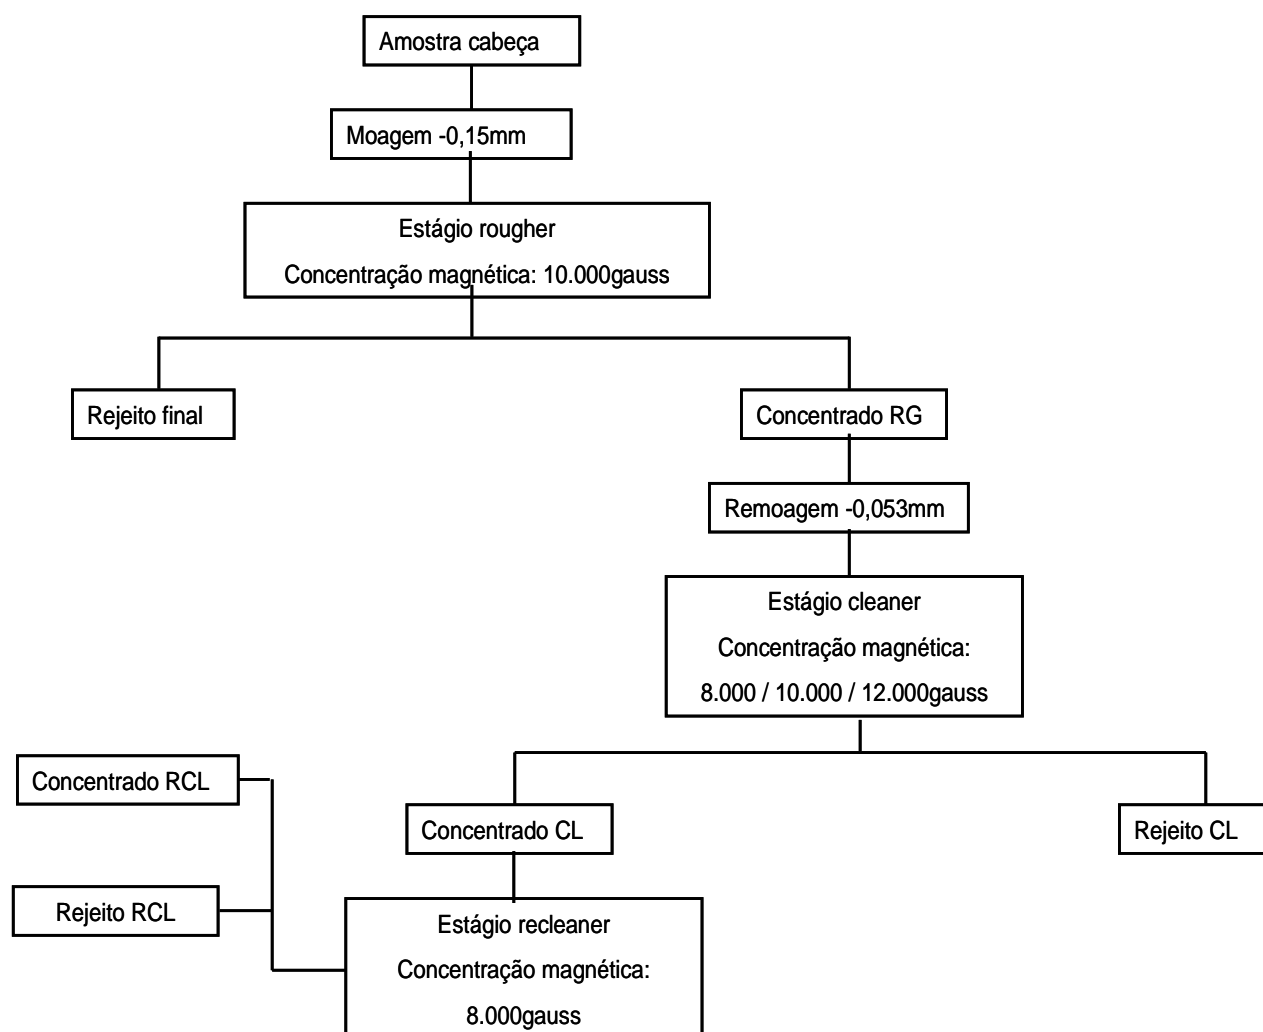 Amostra cabeça
Moagem -0,15mm
Estágio rougher
Concentração magnética: 10.000gauss
Rejeito final
Concentrado RG
Remoagem -0,053mm
Estágio cleaner
Concentração magnética:
8.000 / 10.000 / 12.000gauss
Concentrado RCL
Concentrado CL
Rejeito CL
Rejeito RCL
Estágio recleaner
Concentração magnética:
8.000gauss